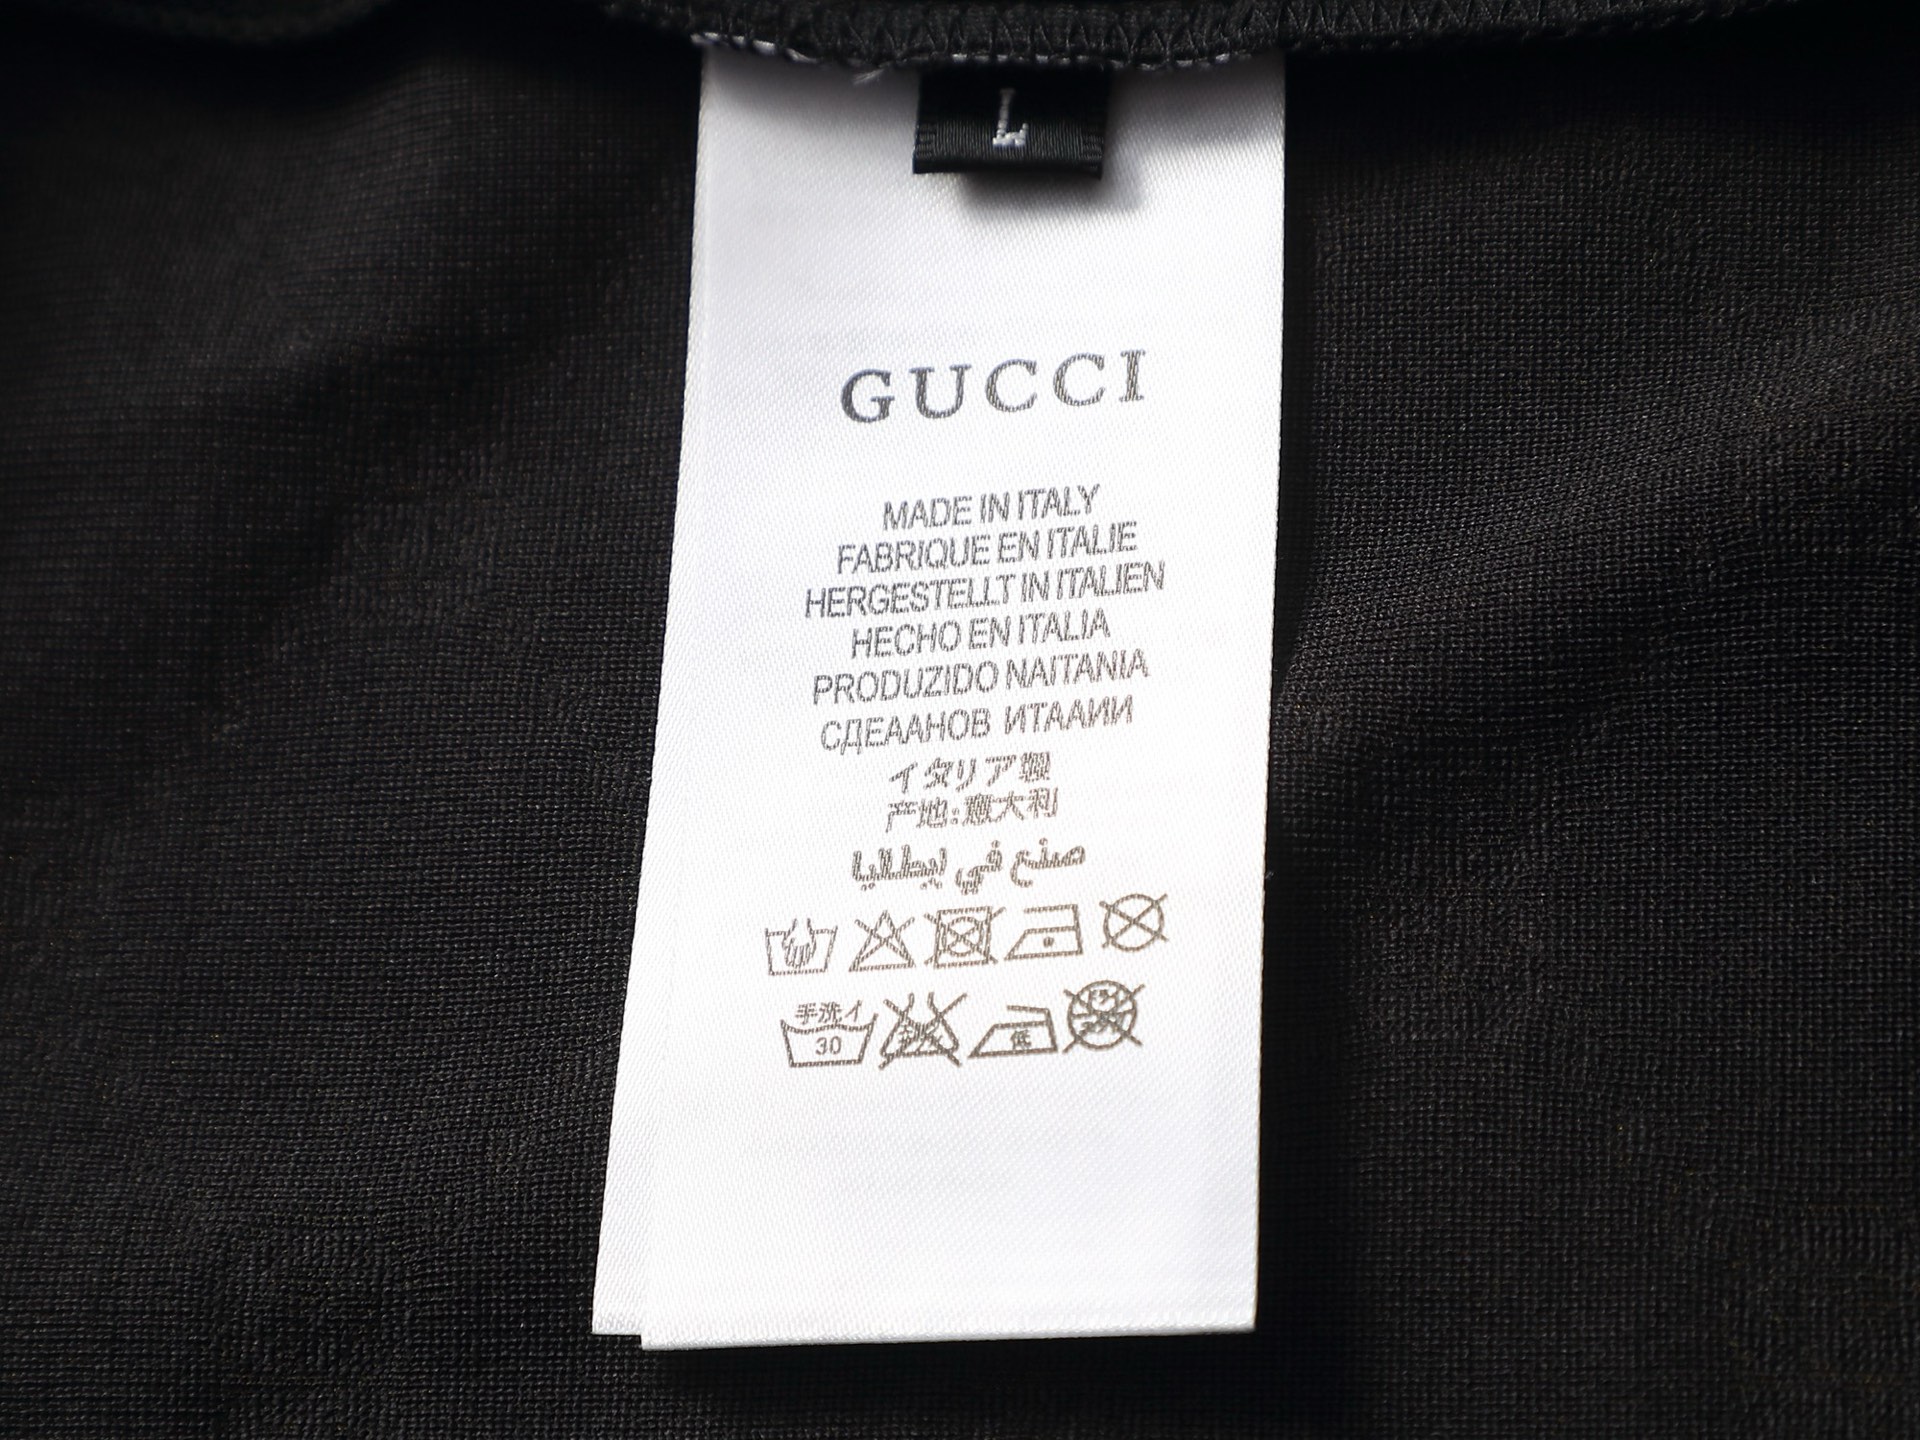 L
GUCCI
MADE IN ITALY
FABRIQUE EN ITALIE
HERGESTELLT IN ITALIEN
HECHO EN ITALIA
PRODUZIDO NAITANIA
СДЕААНОВ ИТААИИ
イタリア製
产地:意大利
صنع في ايطاليا
手洗イ
30 低